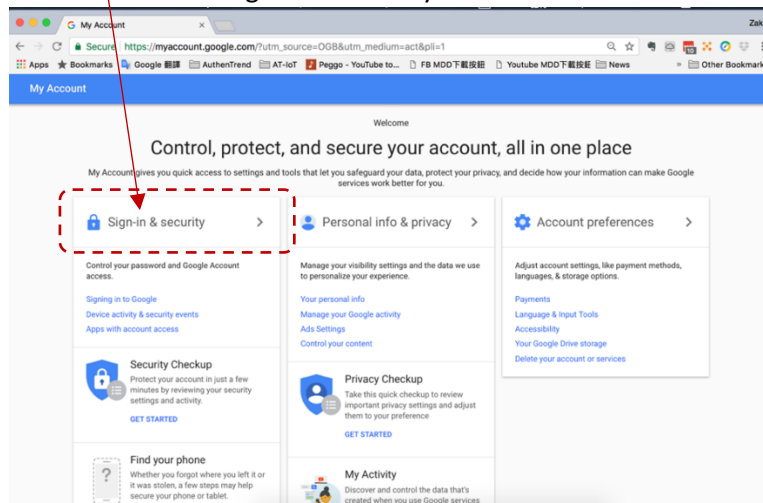 My Account
Zak
Secure https://myaccount.google.com/?utm_source=OGB&utm_medium=act&pli=1
Apps Bookmarks Google 翻譯 AuthenTrend AT-IoT Peggo - YouTube to... FB MDD下載按鈕 Youtube MDD下載按鈕 News » Other Bookmark
My Account
Welcome
Control, protect, and secure your account, all in one place
My Account gives you quick access to settings and tools that let you safeguard your data, protect your privacy, and decide how your information can make Google
services work better for you.
Sign-in & security
Control your password and Google Account
access.
Signing in to Google
Device activity & security events
Apps with account access
Security Checkup
Protect your account in just a few
minutes by reviewing your security
settings and activity.
GET STARTED
Find your phone
Whether you forgot where you left it or
it was stolen, a few steps may help
secure your phone or tablet.
Personal info & privacy
Manage your visibility settings and the data we use
to personalize your experience.
Your personal info
Manage your Google activity
Ads Settings
Control your content
Privacy Checkup
Take this quick checkup to review
important privacy settings and adjust
them to your preference
GET STARTED
My Activity
Discover and control the data that's
created when you use Google services
Account preferences
Adjust account settings, like payment methods,
languages, & storage options.
Payments
Language & Input Tools
Accessibility
Your Google Drive storage
Delete your account or services